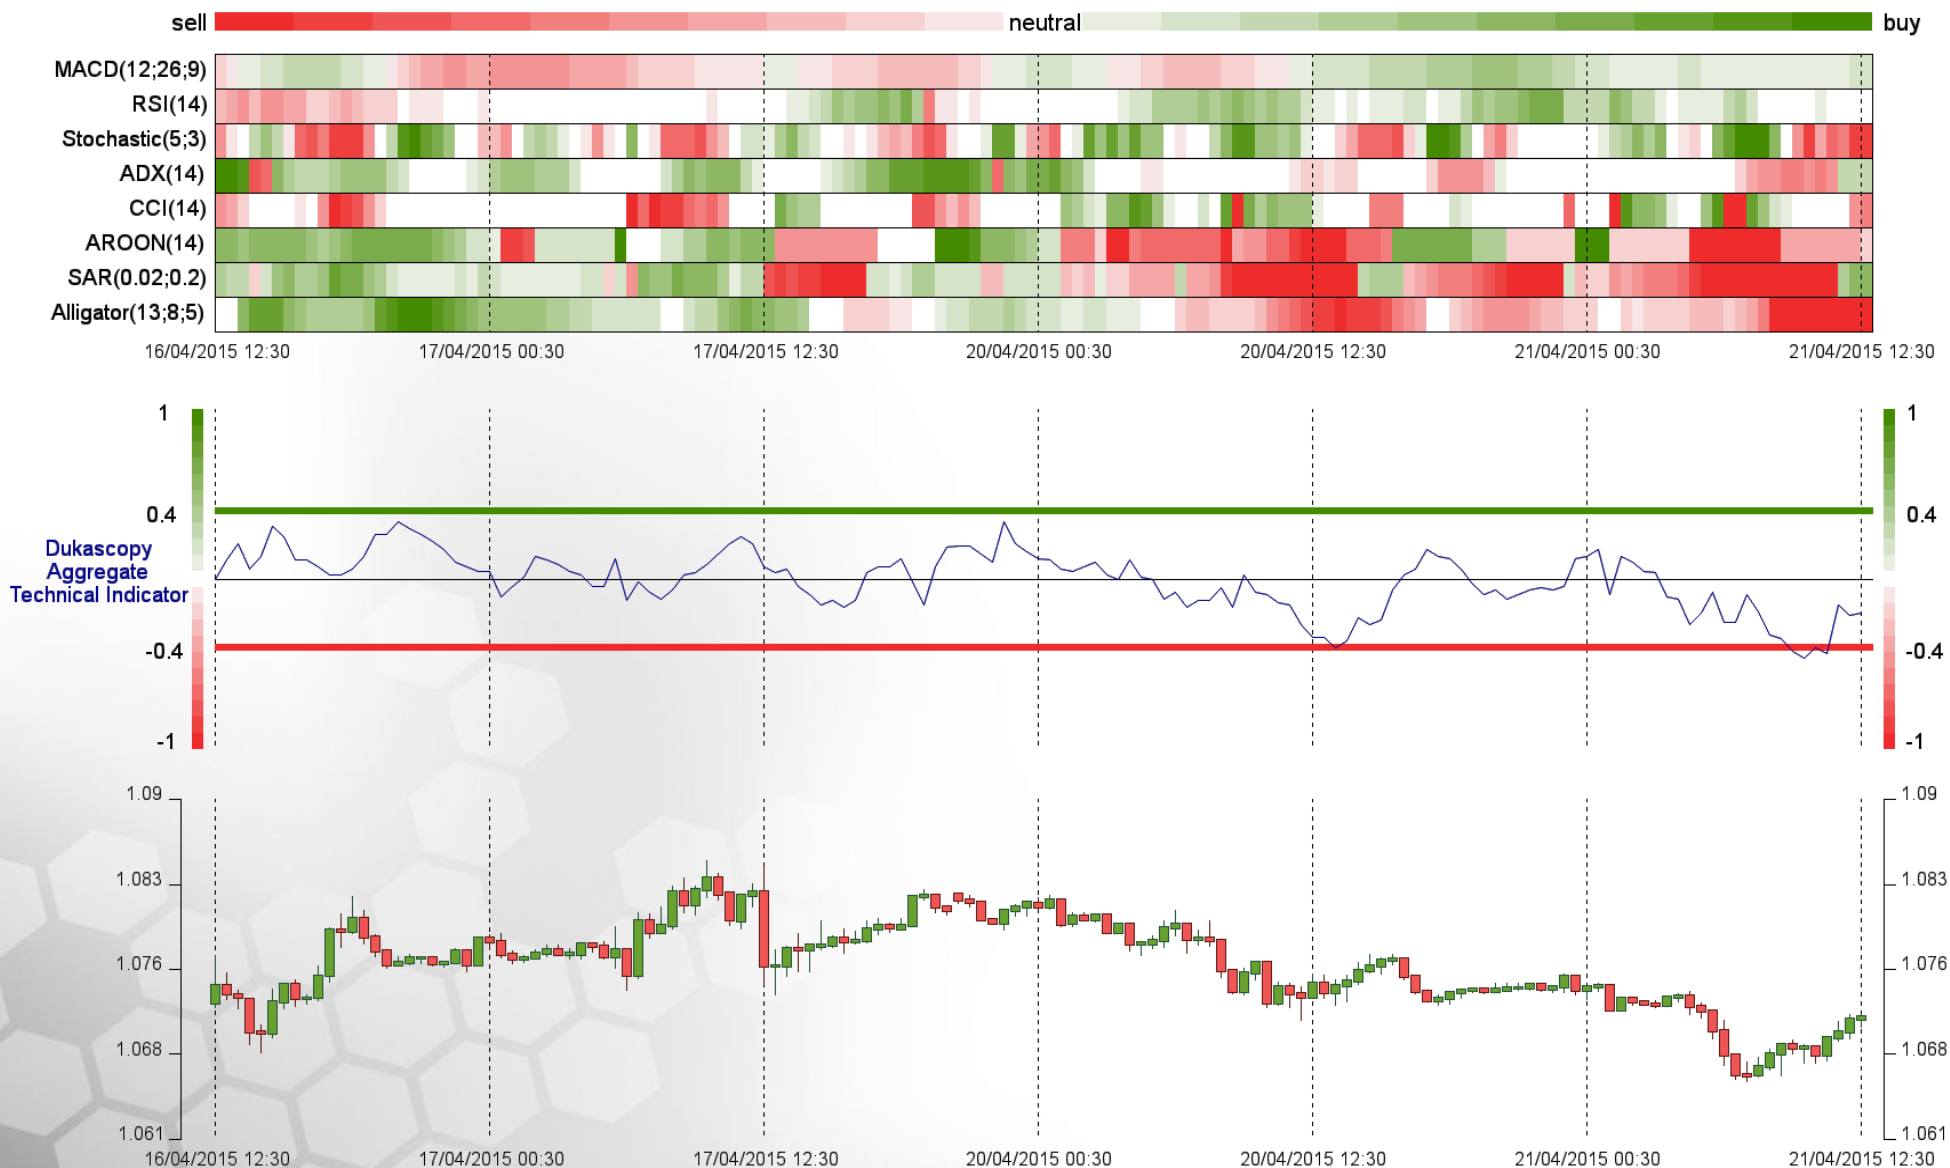 sell neutral buy
MACD(12;26;9)
RSI(14)
Stochastic(5;3)
ADX(14)
CCI(14)
AROON(14)
SAR(0.02;0.2)
Alligator(13;8;5)
16/04/2015 12:30 17/04/2015 00:30 17/04/2015 12:30 20/04/2015 00:30 20/04/2015 12:30 21/04/2015 00:30 21/04/2015 12:30
1 1
0.4 0.4
Dukascopy
Aggregate
Technical Indicator
-0.4 -0.4
-1 -1
1.09 1.09
1.083 1.083
1.076 1.076
1.068 1.068
1.061 1.061
16/04/2015 12:30 17/04/2015 00:30 17/04/2015 12:30 20/04/2015 00:30 20/04/2015 12:30 21/04/2015 00:30 21/04/2015 12:30